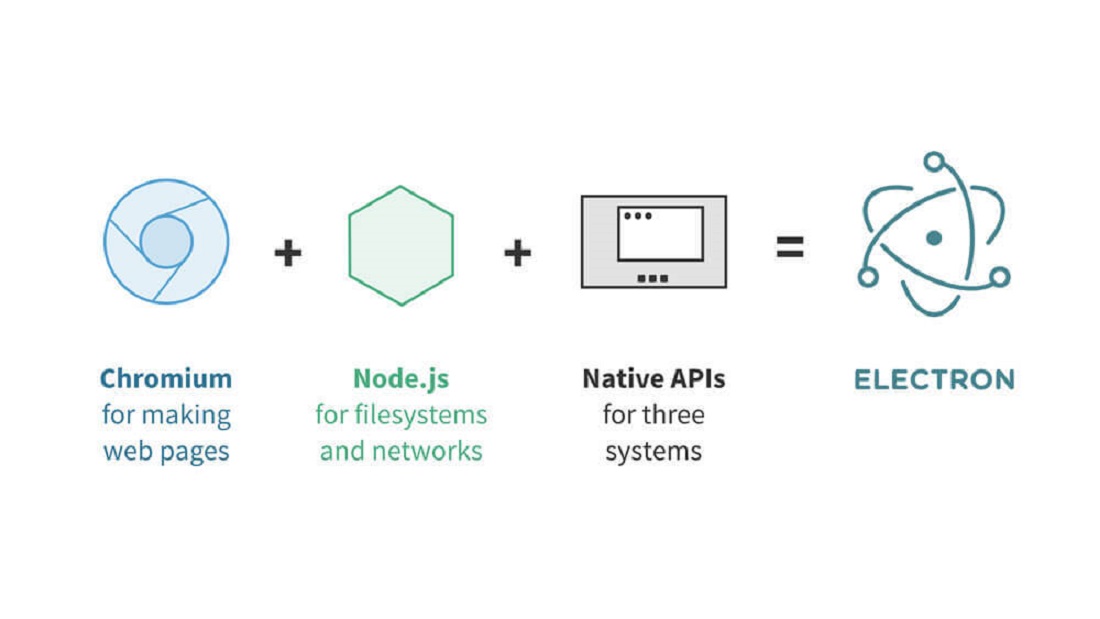 Chromium
for making
web pages
+
Node.js
for filesystems
and networks
+
Native APIs
for three
systems
=
ELECTRON